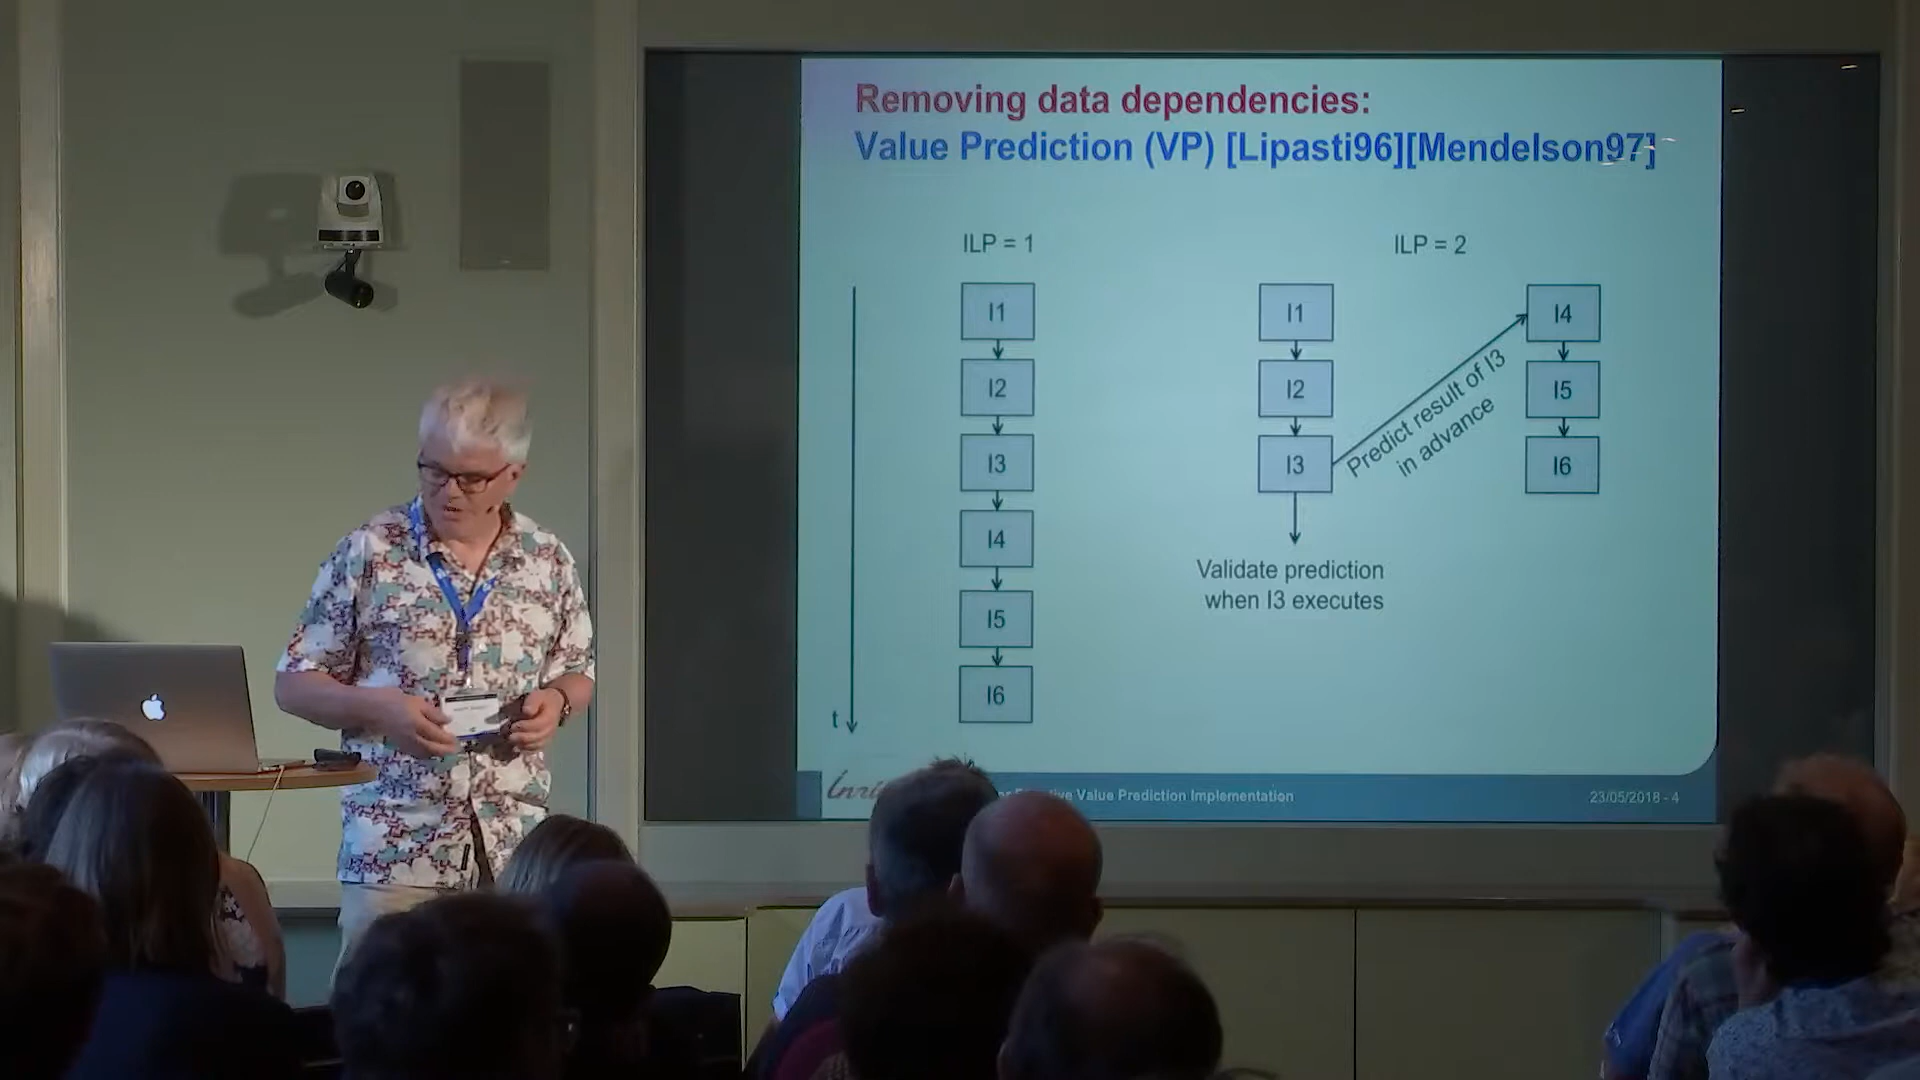 Removing data dependencies:
Value Prediction (VP) [Lipasti96][Mendelson97]
ILP = 1
I1
I2
I3
I4
I5
I6
t
ILP = 2
I1
I2
I3
Predict result of I3
in advance
I4
I5
I6
Validate prediction
when I3 executes
Value Prediction Implementation
23/05/2018 - 4